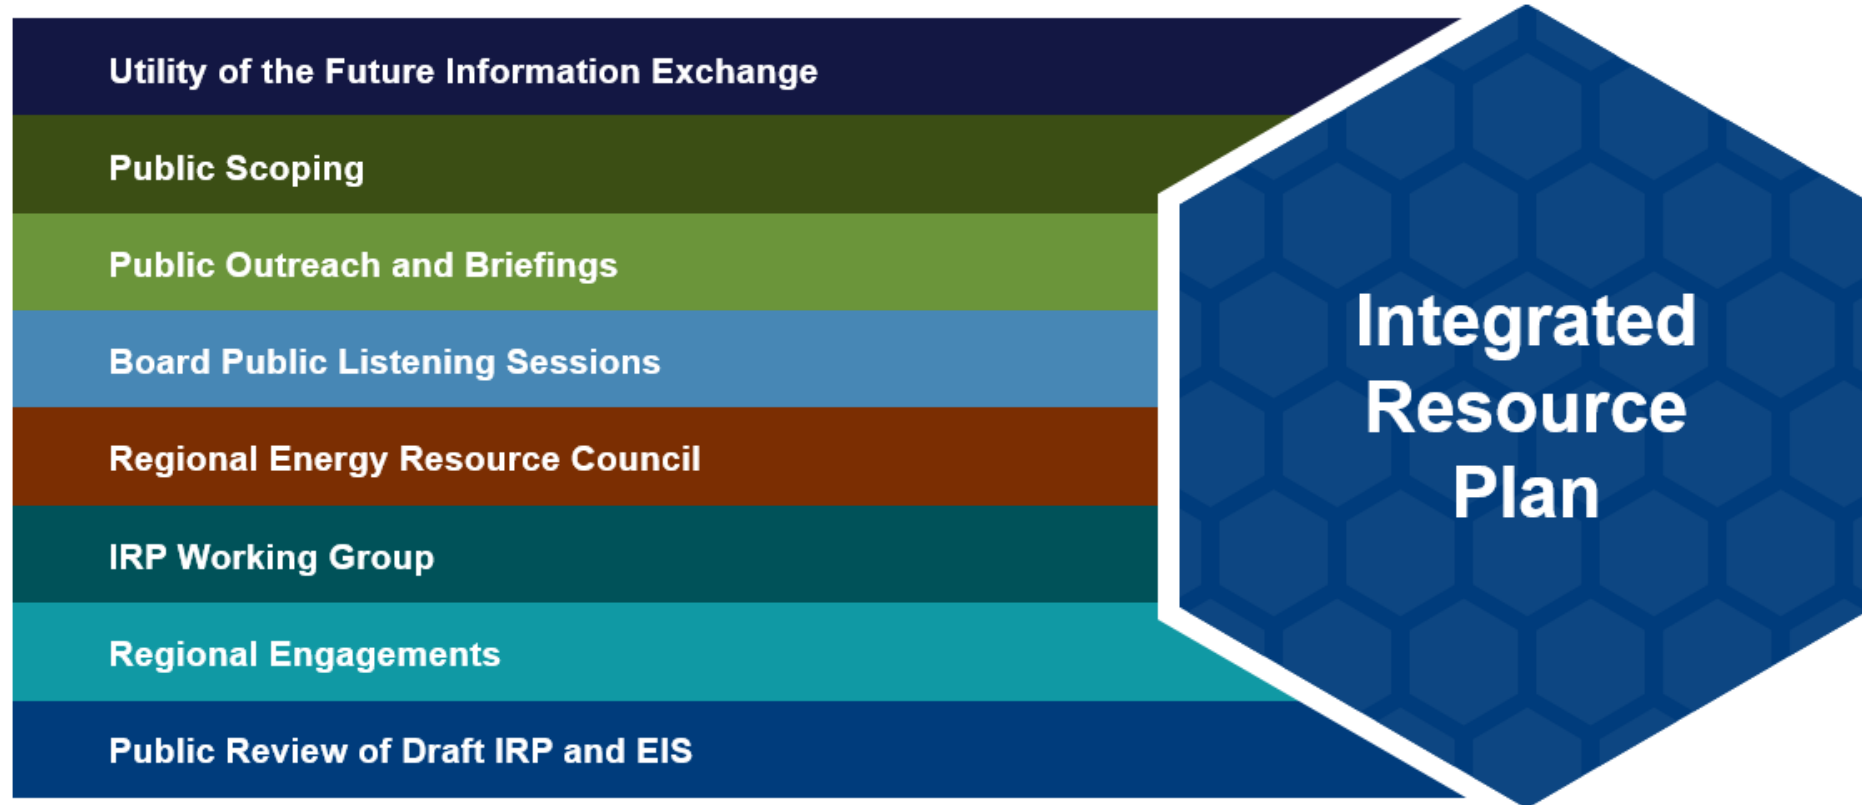 Utility of the Future Information Exchange
Public Scoping
Public Outreach and Briefings
Board Public Listening Sessions
Regional Energy Resource Council
IRP Working Group
Regional Engagements
Public Review of Draft IRP and EIS
Integrated
Resource
Plan